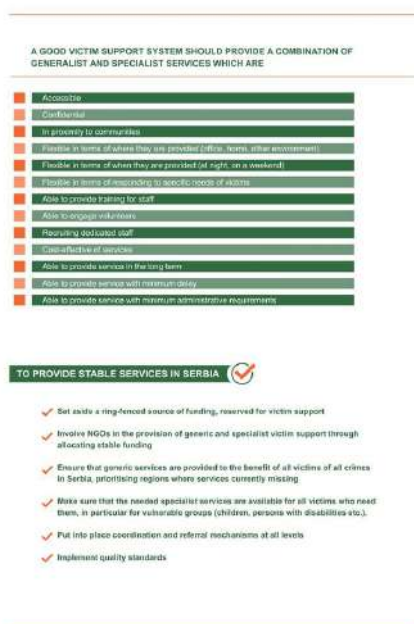 A GOOD VICTIM SUPPORT SYSTEM SHOULD PROVIDE A COMBINATION OF
GENERALIST AND SPECIALIST SERVICES WHICH ARE
Accessible
Confidential
In proximity to communities
Flexible in terms of where they are provided (office, home, other environment)
Flexible in terms of when they are provided (at night, on a weekend)
Flexible in terms of responding to specific needs of victims
Able to provide training for staff
Able to engage volunteers
Recruiting dedicated staff
Cost-effective of services
Able to provide service in the long-term
Able to provide service with minimum delay
Able to provide service with minimum administrative requirements
TO PROVIDE STABLE SERVICES IN SERBIA
Set aside a ring-fenced source of funding, reserved for victim support
Involve NGOs in the provision of generic and specialist victim support through
allocating stable funding
Ensure that generic services are provided to the benefit of all victims of all crimes
in Serbia, prioritising regions where services currently missing
Make sure that the needed specialist services are available for all victims who need
them, in particular for vulnerable groups (children, persons with disabilities etc.).
Put into place coordination and referral mechanisms at all levels
Implement quality standards